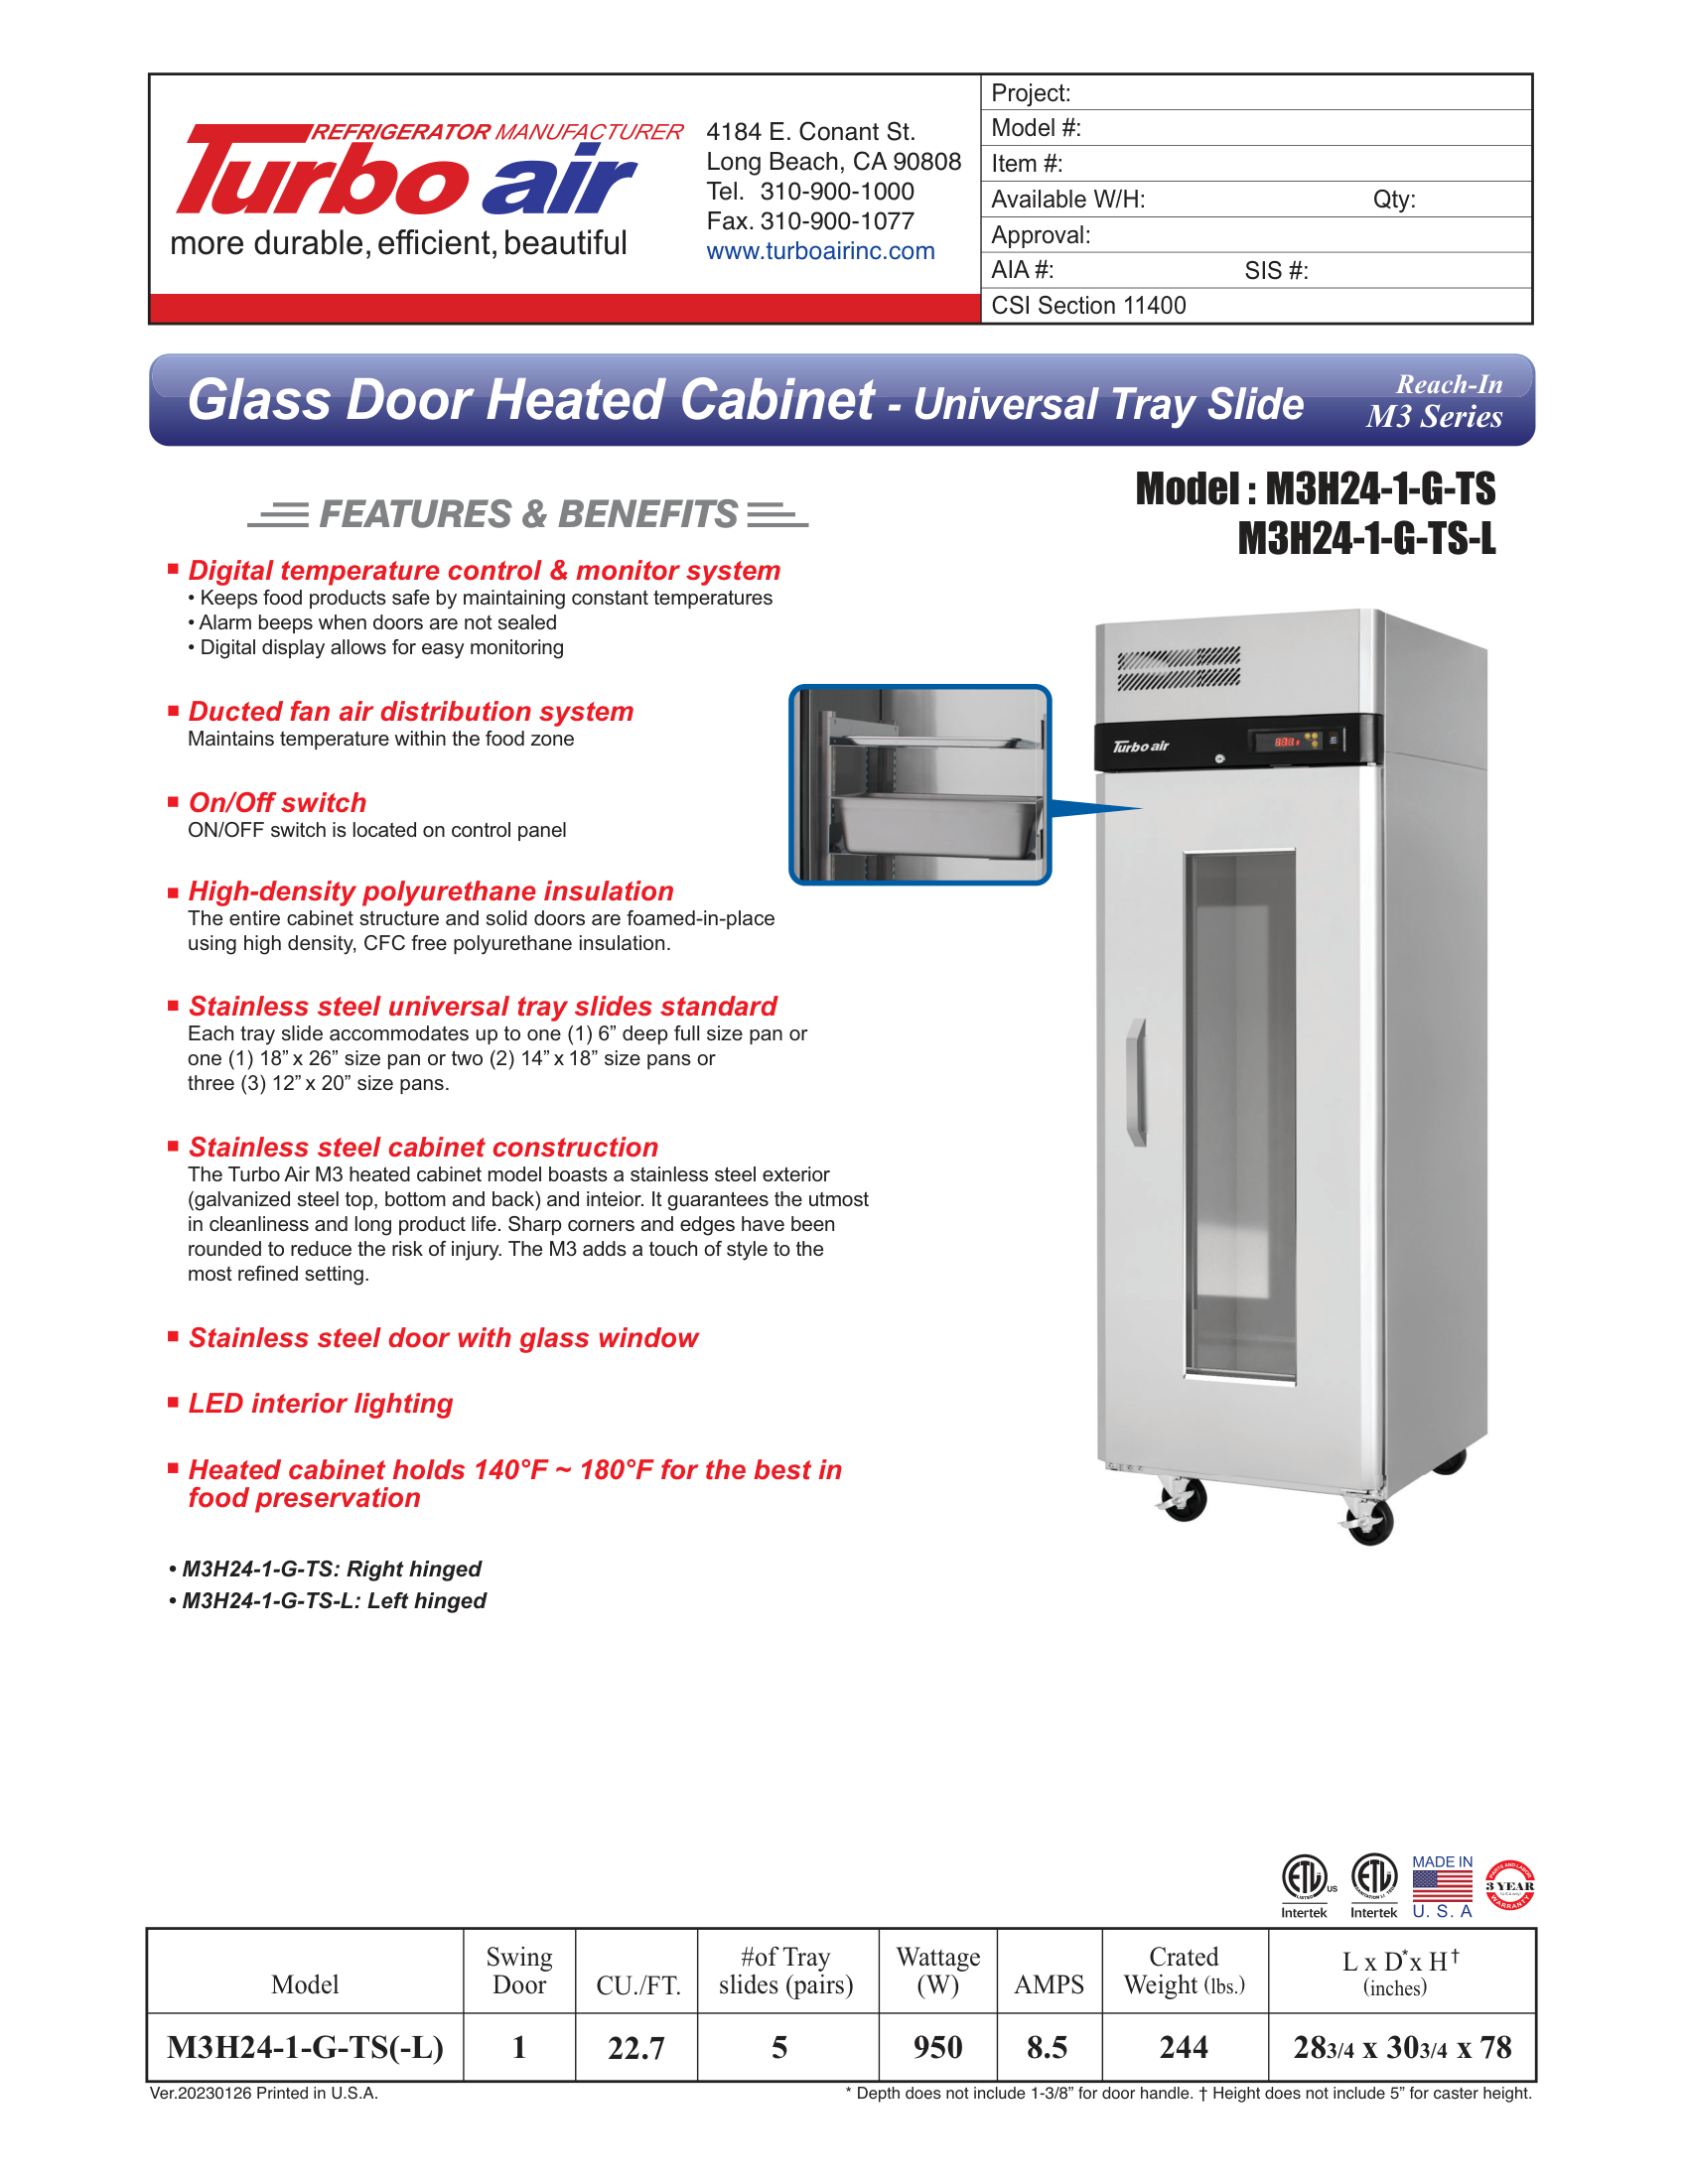 REFRIGERATOR MANUFACTURER
Turbo air
more durable, efficient, beautiful
4184 E. Conant St.
Long Beach, CA 90808
Tel. 310-900-1000
Fax. 310-900-1077
www.turboairinc.com
Project:
Model #:
Item #:
Available W/H: Qty:
Approval:
AIA #: SIS #:
CSI Section 11400
Glass Door Heated Cabinet - Universal Tray Slide
Reach-In
M3 Series
Model : M3H24-1-G-TS
M3H24-1-G-TS-L
FEATURES & BENEFITS
Digital temperature control & monitor system
• Keeps food products safe by maintaining constant temperatures
• Alarm beeps when doors are not sealed
• Digital display allows for easy monitoring
Ducted fan air distribution system
Maintains temperature within the food zone
On/Off switch
ON/OFF switch is located on control panel
High-density polyurethane insulation
The entire cabinet structure and solid doors are foamed-in-place
using high density, CFC free polyurethane insulation.
Stainless steel universal tray slides standard
Each tray slide accommodates up to one (1) 6” deep full size pan or
one (1) 18” x 26” size pan or two (2) 14” x 18” size pans or
three (3) 12” x 20” size pans.
Stainless steel cabinet construction
The Turbo Air M3 heated cabinet model boasts a stainless steel exterior
(galvanized steel top, bottom and back) and inteior. It guarantees the utmost
in cleanliness and long product life. Sharp corners and edges have been
rounded to reduce the risk of injury. The M3 adds a touch of style to the
most refined setting.
Stainless steel door with glass window
LED interior lighting
Heated cabinet holds 140°F ~ 180°F for the best in
food preservation
• M3H24-1-G-TS: Right hinged
• M3H24-1-G-TS-L: Left hinged
Turbo air
ETL
LISTED
US
Intertek
ETL
Intertek
MADE IN
U. S. A
PARTS AND LABOR
3 YEAR
WARRANTY
Model
Swing
Door
CU./FT.
#of Tray
slides (pairs)
Wattage
(W)
AMPS
Crated
Weight (lbs.)
L x D* x H†
(inches)
M3H24-1-G-TS(-L) 1 22.7 5 950 8.5 244 283/4 x 303/4 x 78
Ver.20230126 Printed in U.S.A.
* Depth does not include 1-3/8” for door handle. † Height does not include 5” for caster height.